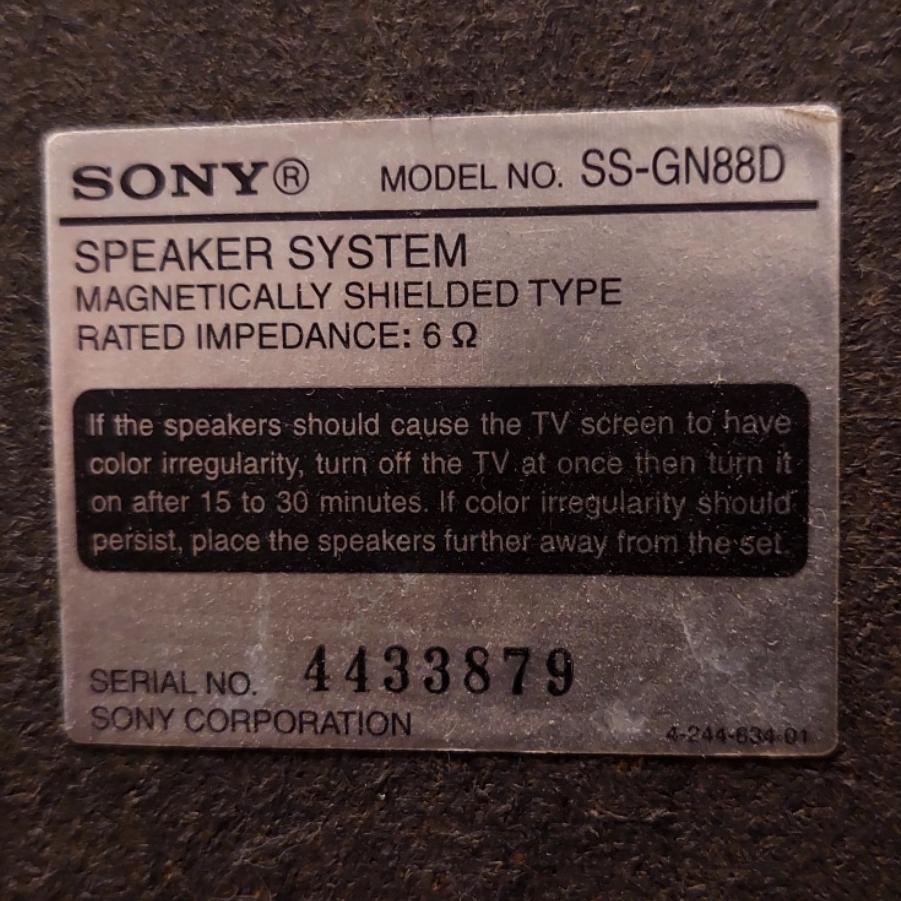 SONY® MODEL NO. SS-GN88D
SPEAKER SYSTEM
MAGNETICALLY SHIELDED TYPE
RATED IMPEDANCE: 6 Ω
If the speakers should cause the TV screen to have
color irregularity, turn off the TV at once then turn it
on after 15 to 30 minutes. If color irregularity should
persist, place the speakers further away from the set.
SERIAL NO. 4433879
SONY CORPORATION 4-244-634-01